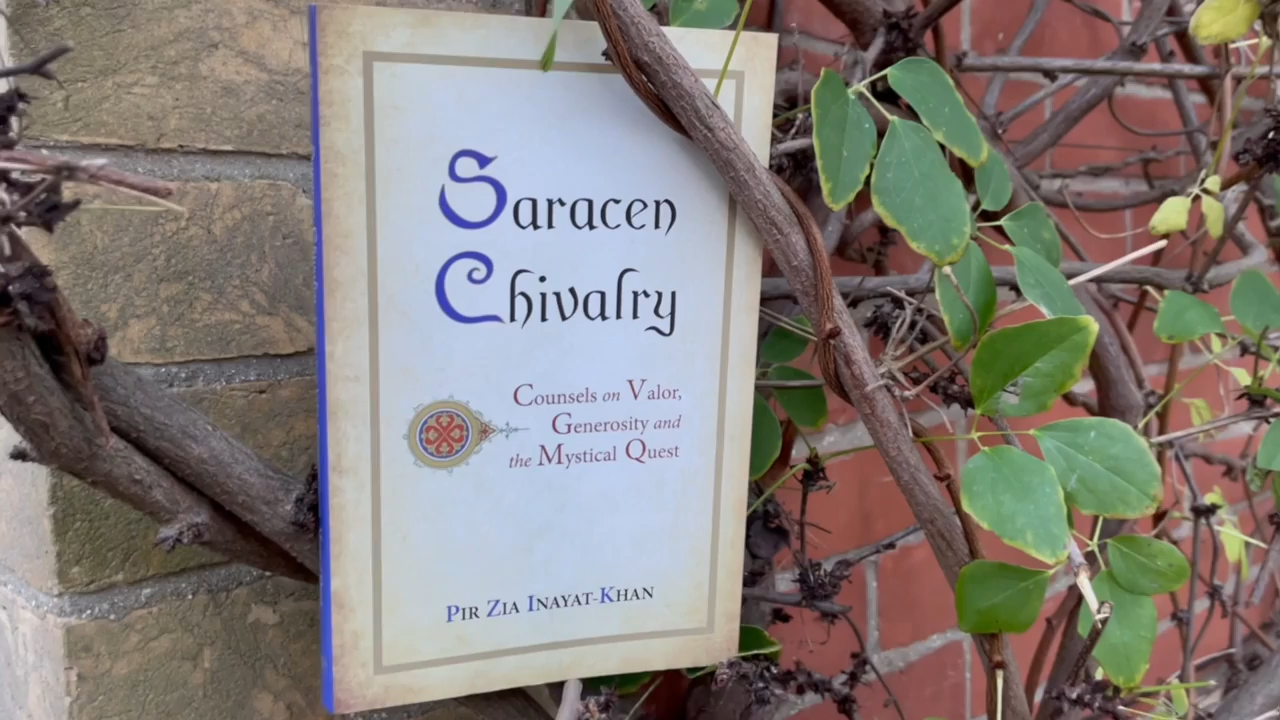 Saracen
Chivalry
Counsels on Valor,
Generosity and
the Mystical Quest
Pir Zia Inayat-Khan